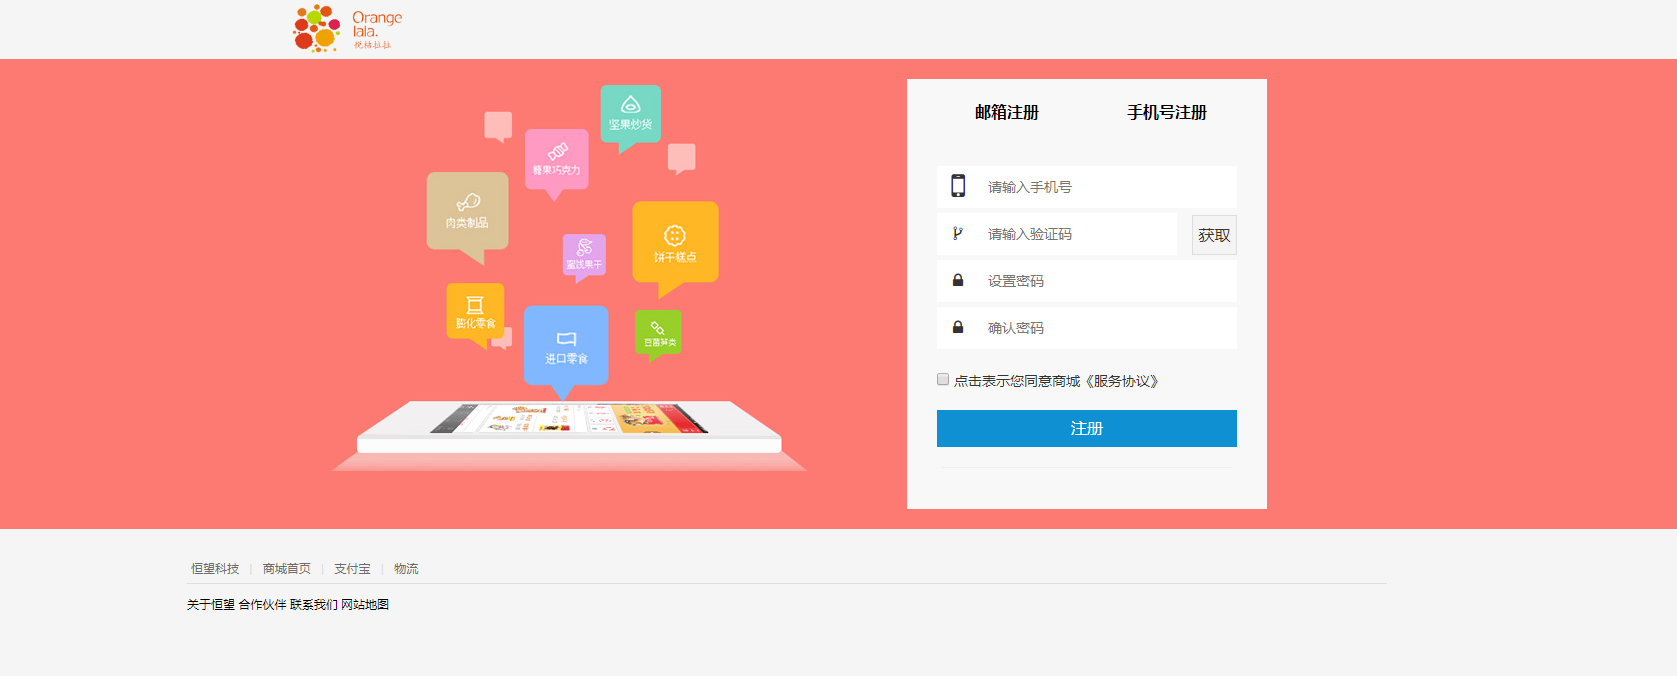 Orange
lala.
悦桔拉拉
坚果炒货
糖果巧克力
肉类制品
蜜饯果干
饼干糕点
膨化零食
进口零食
豆菌笋类
邮箱注册 手机号注册
请输入手机号
请输入验证码 获取
设置密码
确认密码
点击表示您同意商城《服务协议》
注册
恒望科技 | 商城首页 | 支付宝 | 物流
关于恒望 合作伙伴 联系我们 网站地图